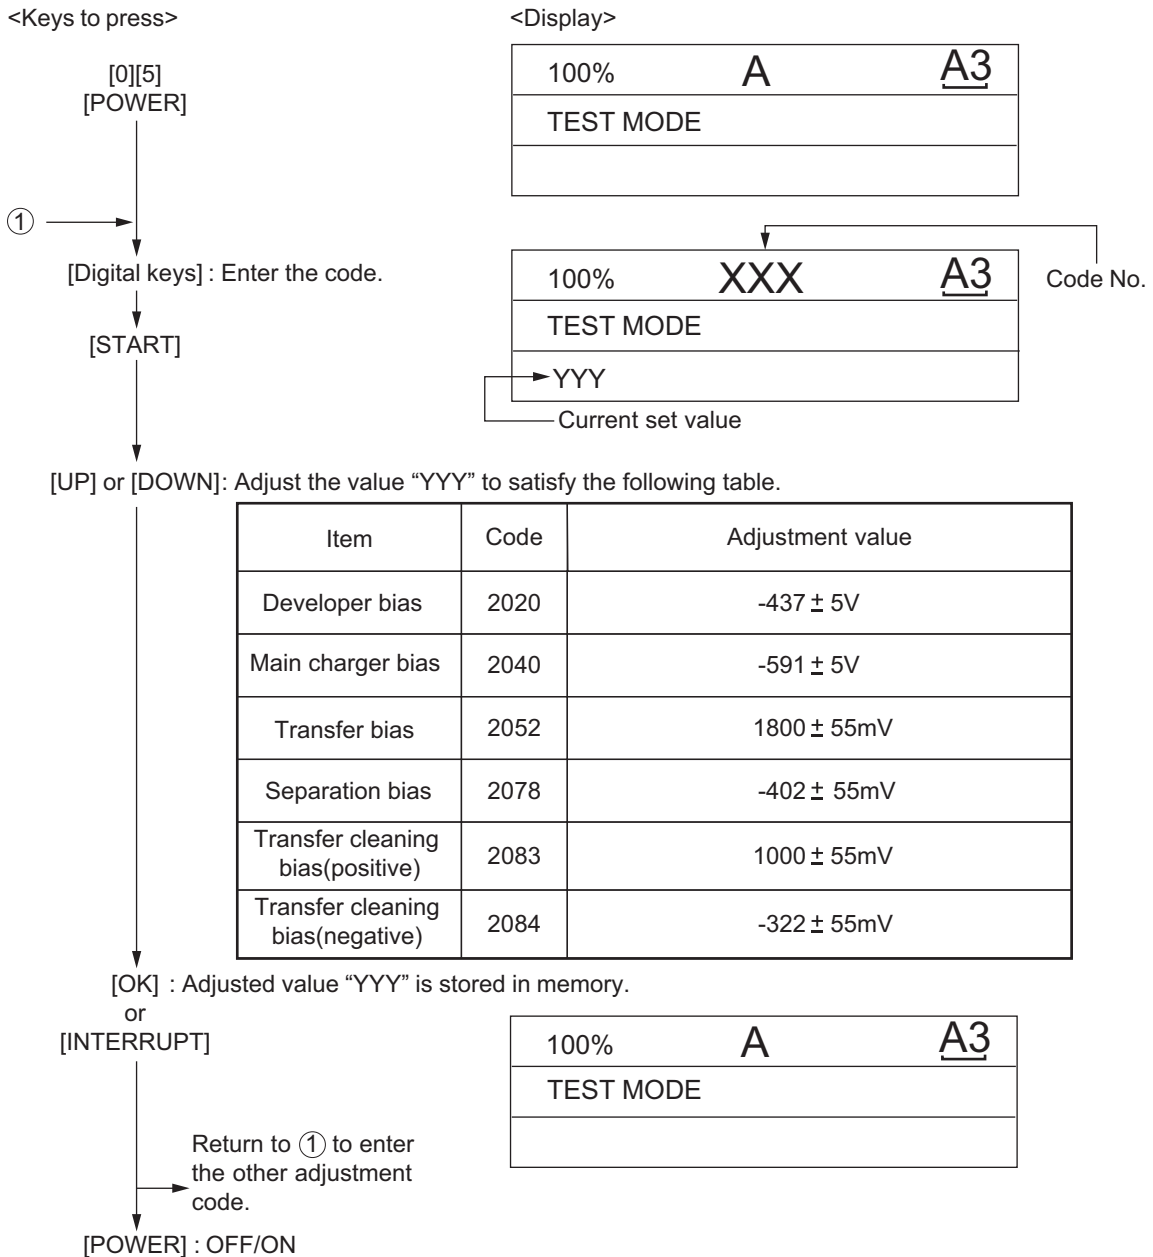 <Keys to press>
<Display>
[0][5]
[POWER]
100% A A3
TEST MODE
①
[Digital keys] : Enter the code.
100% XXX A3
Code No.
TEST MODE
[START]
YYY
Current set value
[UP] or [DOWN]: Adjust the value “YYY” to satisfy the following table.
Item Code Adjustment value
Developer bias 2020 -437 ± 5V
Main charger bias 2040 -591 ± 5V
Transfer bias 2052 1800 ± 55mV
Separation bias 2078 -402 ± 55mV
Transfer cleaning
bias(positive) 2083 1000 ± 55mV
Transfer cleaning
bias(negative) 2084 -322 ± 55mV
[OK] : Adjusted value “YYY” is stored in memory.
or
[INTERRUPT]
100% A A3
TEST MODE
Return to ① to enter
the other adjustment
code.
[POWER] : OFF/ON